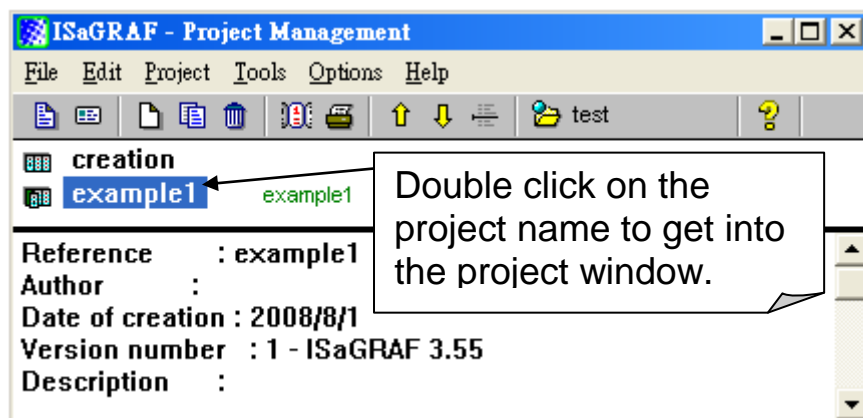 ISaGRAF - Project Management
File Edit Project Tools Options Help
test
creation
example1 example1
Double click on the
project name to get into
the project window.
Reference : example1
Author :
Date of creation : 2008/8/1
Version number : 1 - ISaGRAF 3.55
Description :